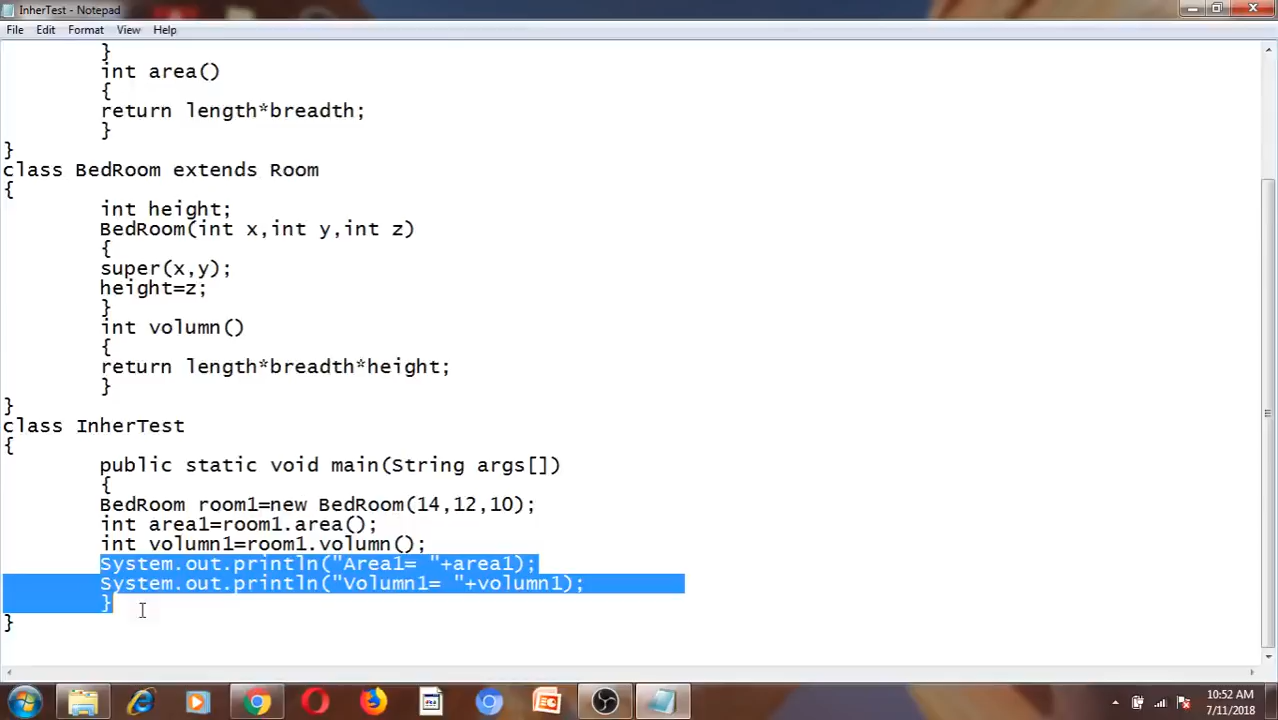 InherTest - Notepad
File Edit Format View Help
}
int area()
{
return length*breadth;
}
}
class BedRoom extends Room
{
int height;
BedRoom(int x,int y,int z)
{
super(x,y);
height=z;
}
int volumn()
{
return length*breadth*height;
}
}
class InherTest
{
public static void main(String args[])
{
BedRoom room1=new BedRoom(14,12,10);
int area1=room1.area();
int volumn1=room1.volumn();
System.out.println("Area1= "+area1);
System.out.println("Volumn1= "+volumn1);
}
}
10:52 AM
7/11/2018